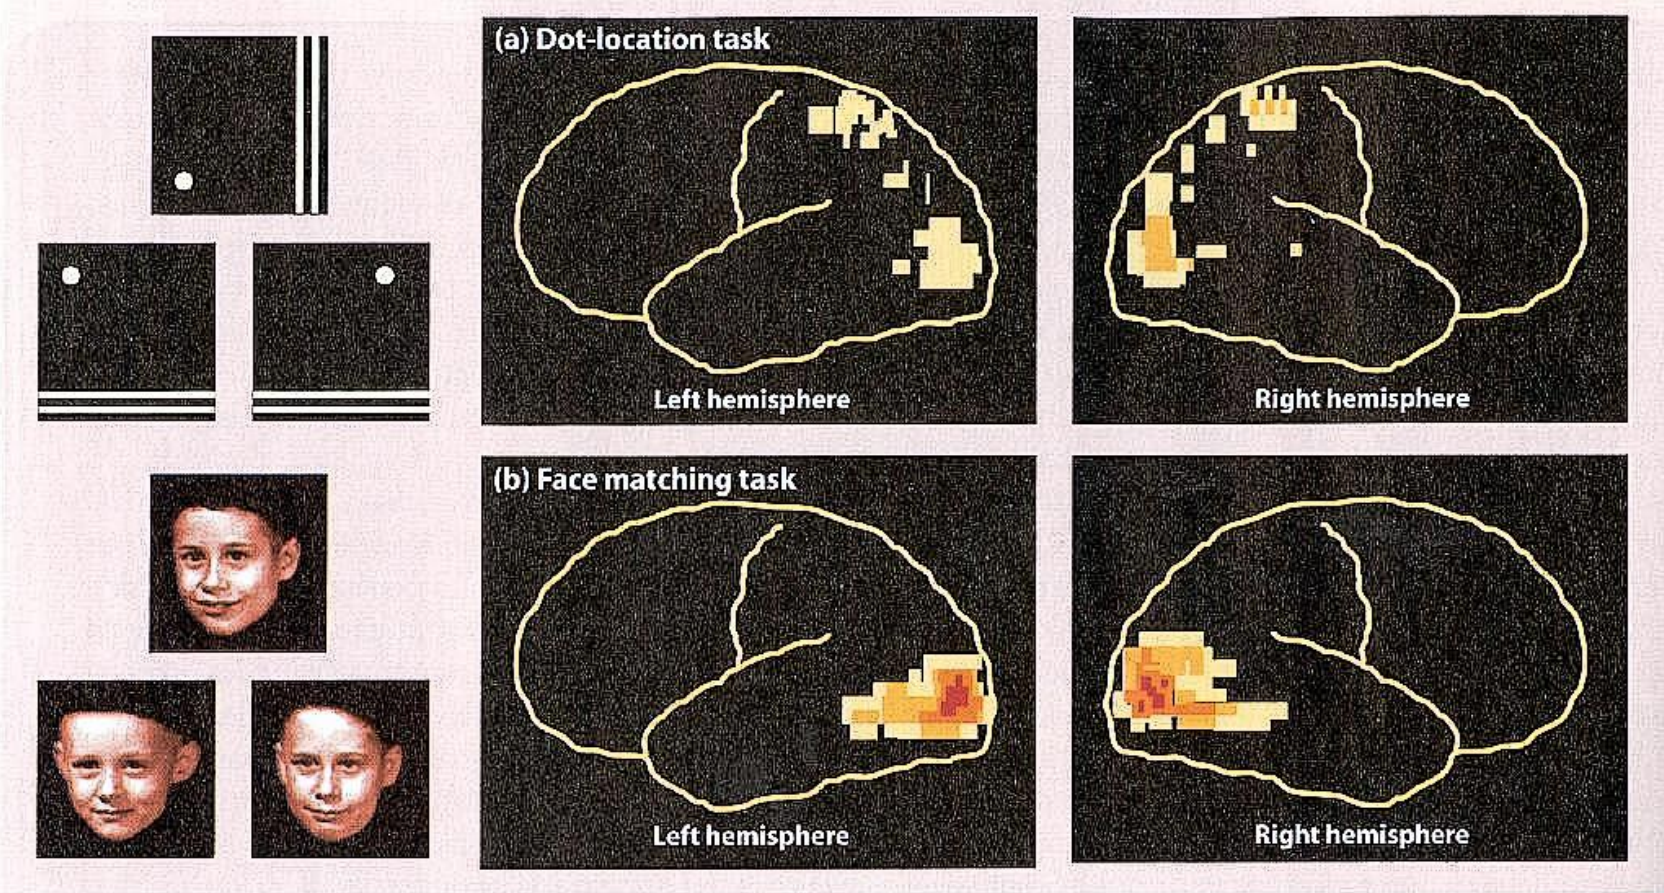 (a) Dot-location task
Left hemisphere
Right hemisphere
(b) Face matching task
Left hemisphere
Right hemisphere